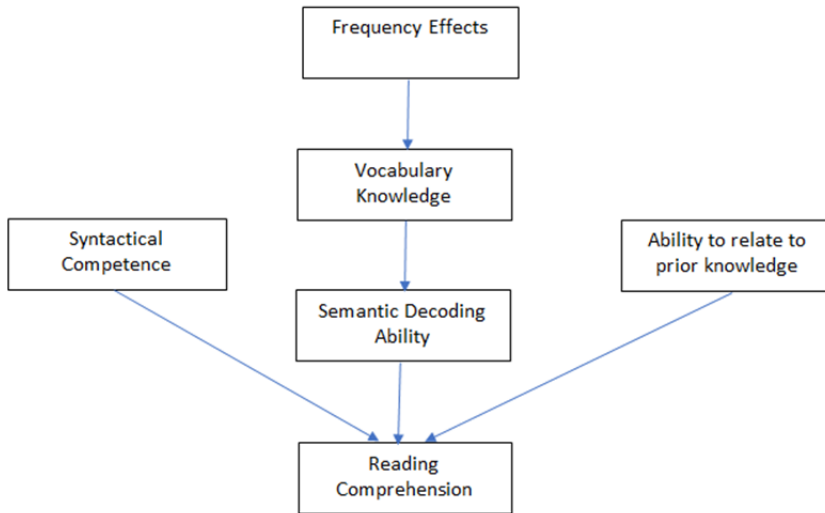 Frequency Effects
Vocabulary
Knowledge
Syntactical
Competence
Ability to relate to
prior knowledge
Semantic Decoding
Ability
Reading
Comprehension